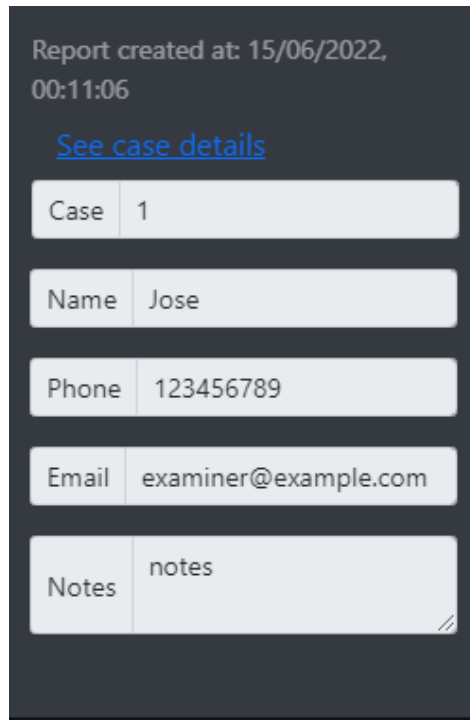 Report created at: 15/06/2022,
00:11:06
See case details
Case 1
Name Jose
Phone 123456789
Email examiner@example.com
Notes notes